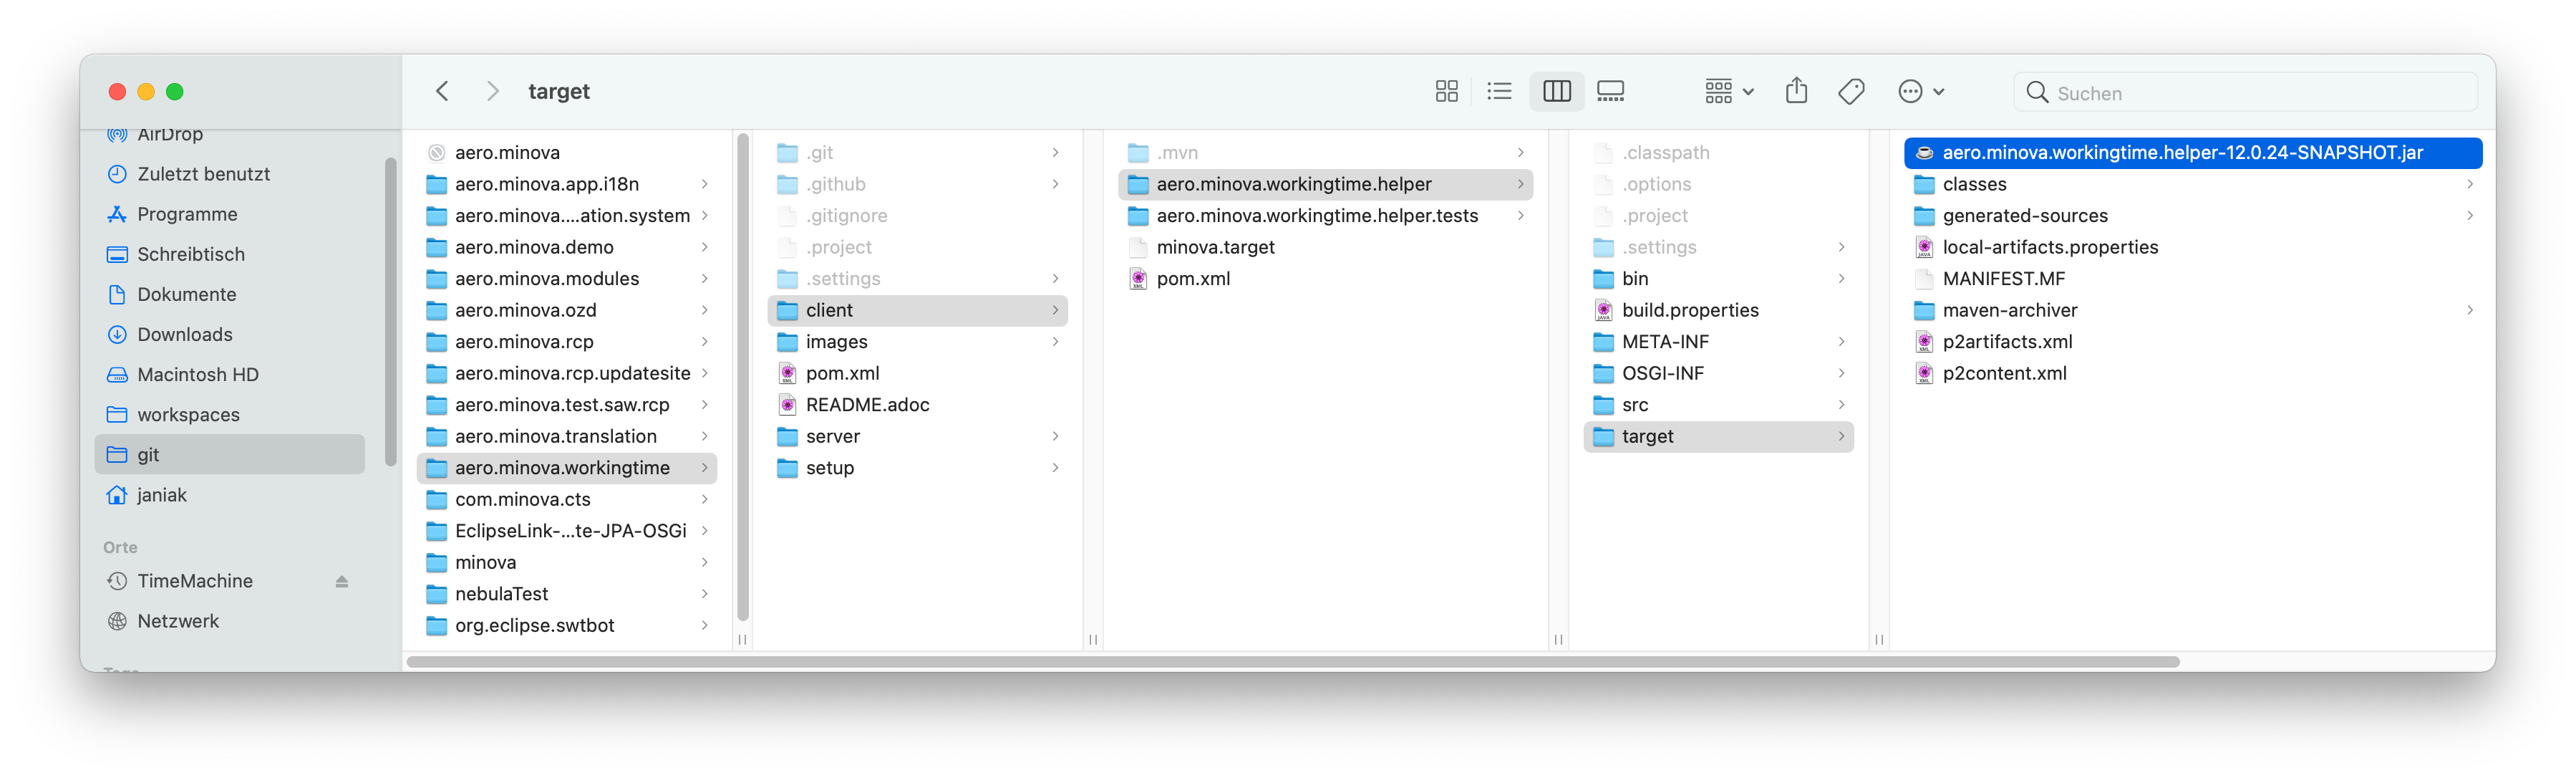 target
Suchen
AirDrop
Zuletzt benutzt
Programme
Schreibtisch
Dokumente
Downloads
Macintosh HD
workspaces
git
janiak
Orte
TimeMachine
Netzwerk
aero.minova
aero.minova.app.i18n
aero.minova....ation.system
aero.minova.demo
aero.minova.modules
aero.minova.ozd
aero.minova.rcp
aero.minova.rcp.updatesite
aero.minova.test.saw.rcp
aero.minova.translation
aero.minova.workingtime
com.minova.cts
EclipseLink-...te-JPA-OSGi
minova
nebulaTest
org.eclipse.swtbot
.git
.github
.gitignore
.project
.settings
client
images
pom.xml
README.adoc
server
setup
.mvn
aero.minova.workingtime.helper
aero.minova.workingtime.helper.tests
minova.target
pom.xml
.classpath
.options
.project
.settings
bin
build.properties
META-INF
OSGI-INF
src
target
aero.minova.workingtime.helper-12.0.24-SNAPSHOT.jar
classes
generated-sources
local-artifacts.properties
MANIFEST.MF
maven-archiver
p2artifacts.xml
p2content.xml